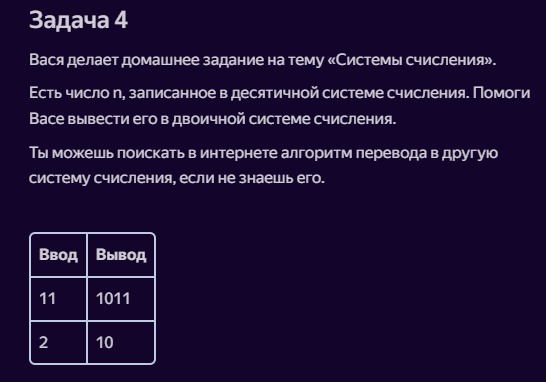 Задача 4
Вася делает домашнее задание на тему «Системы счисления».
Есть число n, записанное в десятичной системе счисления. Помоги
Васе вывести его в двоичной системе счисления.
Ты можешь поискать в интернете алгоритм перевода в другую
систему счисления, если не знаешь его.
Ввод Вывод
11 1011
2 10